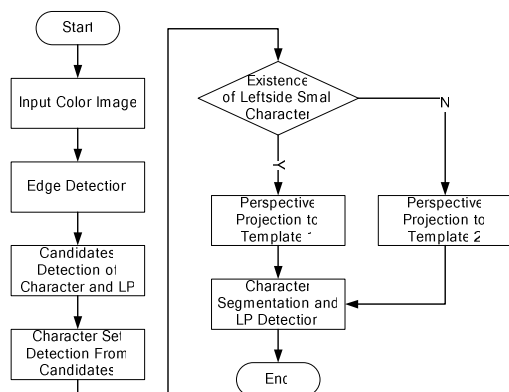 Start
Input Color Image
Edge Detection
Candidates
Detection of
Character and LP
Character Set
Detection From
Candidates
Existence
of Leftside Small
Character
Y
N
Perspective
Projection to
Template 1
Perspective
Projection to
Template 2
Character
Segmentation and
LP Detection
End